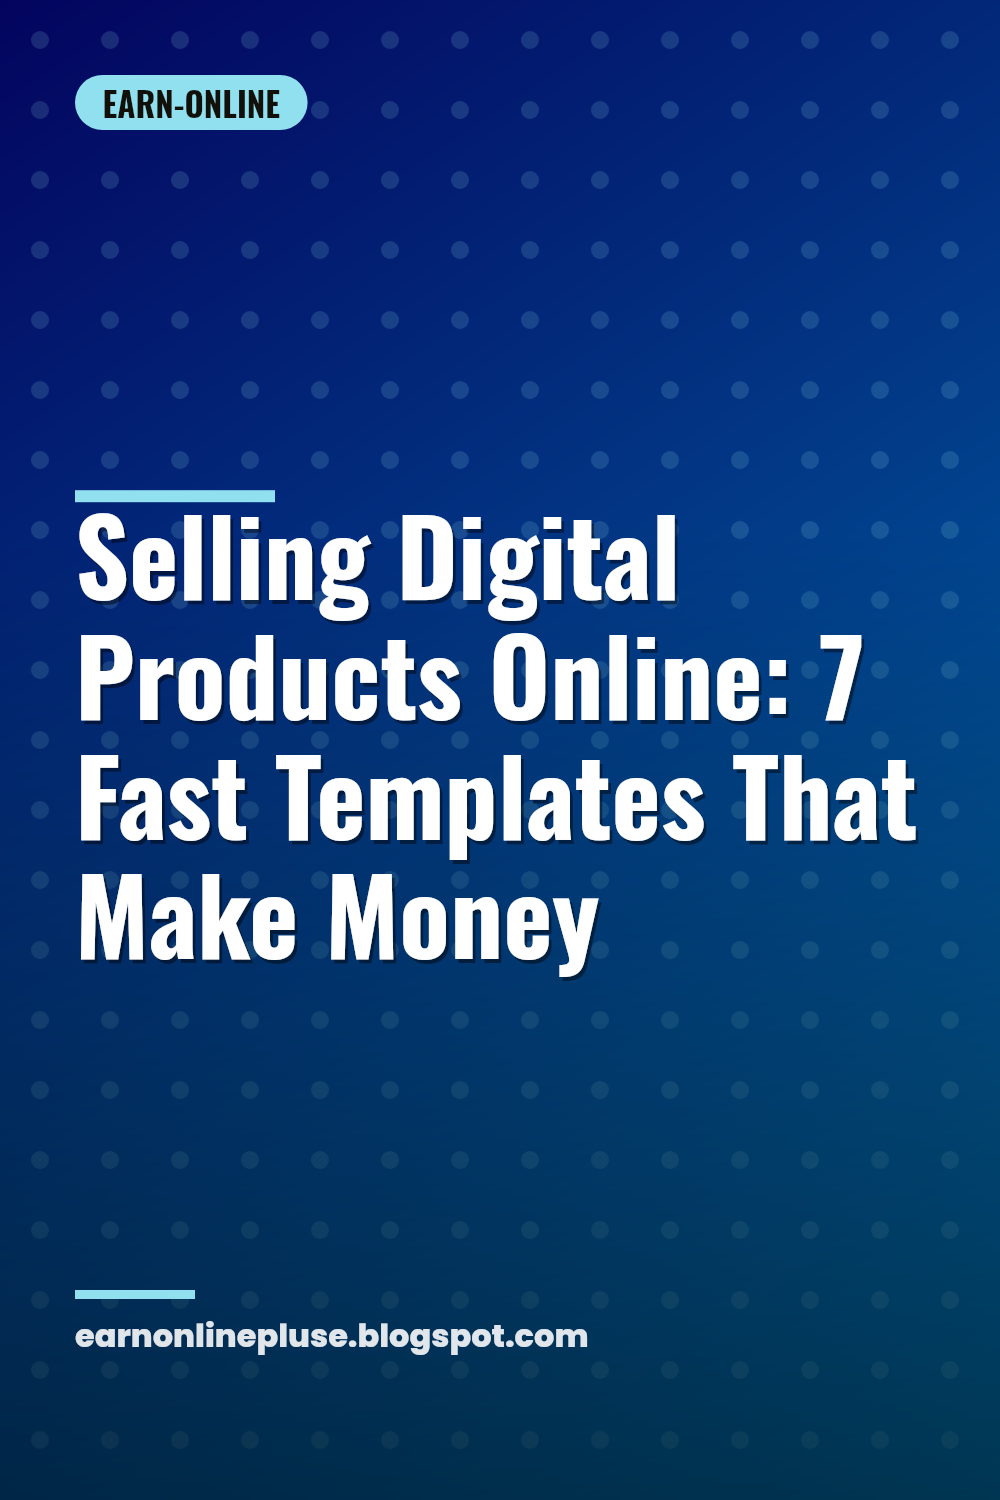 EARN-ONLINE
Selling Digital
Products Online: 7
Fast Templates That
Make Money
earnonlinepluse.blogspot.com